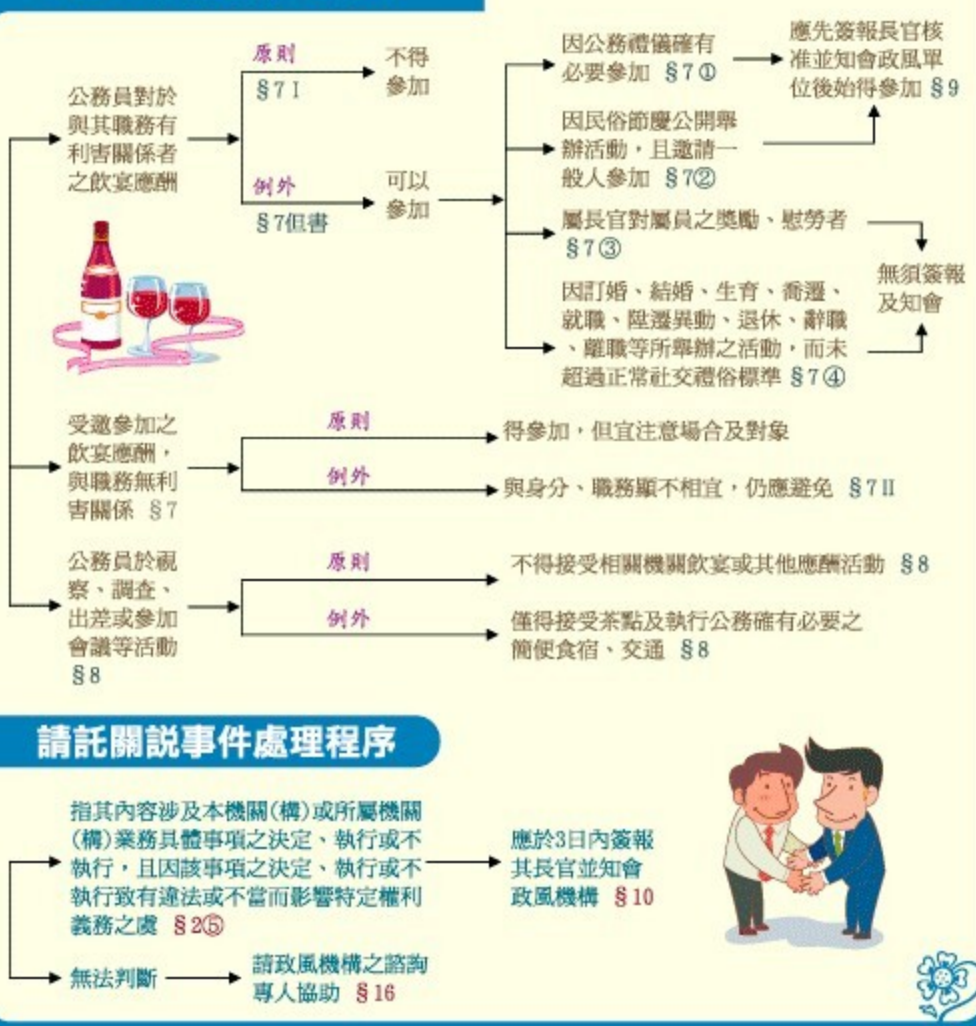 公務員對於
與其職務有
利害關係者
之飲宴應酬
原則
§7 I
不得
參加
例外
§7但書
可以
參加
因公務禮儀確有
必要參加 §7①
應先簽報長官核
准並知會政風單
位後始得參加 §9
因民俗節慶公開舉
辦活動，且邀請一
般人參加 §7②
屬長官對屬員之獎勵、慰勞者
§7③
因訂婚、結婚、生育、喬遷、
就職、陞遷異動、退休、辭職
、離職等所舉辦之活動，而未
超過正常社交禮俗標準 §7④
無須簽報
及知會
受邀參加之
飲宴應酬，
與職務無利
害關係 §7
原則
得參加，但宜注意場合及對象
例外
與身分、職務顯不相宜，仍應避免 §7II
公務員於視
察、調查、
出差或參加
會議等活動
§8
原則
不得接受相關機關飲宴或其他應酬活動 §8
例外
僅得接受茶點及執行公務確有必要之
簡便食宿、交通 §8
請託關說事件處理程序
指其內容涉及本機關(構)或所屬機關
(構)業務具體事項之決定、執行或不
執行，且因該事項之決定、執行或不
執行致有違法或不當而影響特定權利
義務之虞 §2⑤
應於3日內簽報
其長官並知會
政風機構 §10
無法判斷
請政風機構之諮詢
專人協助 §16